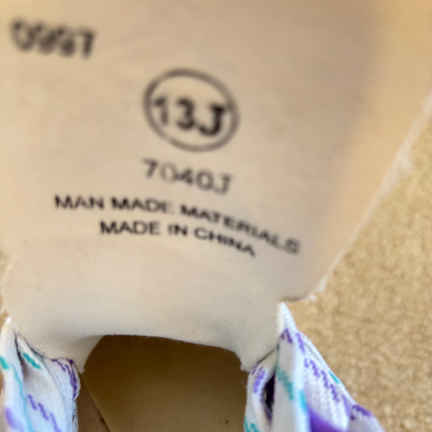 0997
13J
7040J
MAN MADE MATERIALS
MADE IN CHINA